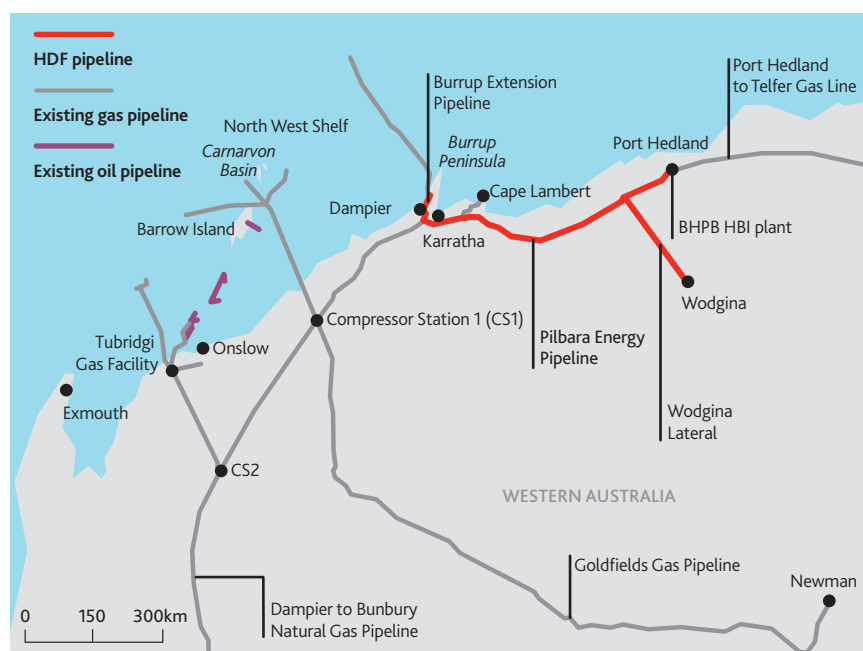 HDF pipeline
Existing gas pipeline
Existing oil pipeline
North West Shelf
Carnarvon
Basin
Barrow Island
Burrup Extension
Pipeline
Burrup
Peninsula
Port Hedland
to Telfer Gas Line
Port Hedland
Cape Lambert
Dampier
Karratha
BHPB HBI plant
Wodgina
Compressor Station 1 (CS1)
Pilbara Energy
Pipeline
Tubridgi
Gas Facility
Onslow
Exmouth
Wodgina
Lateral
CS2
WESTERN AUSTRALIA
Goldfields Gas Pipeline
Newman
Dampier to Bunbury
Natural Gas Pipeline
0 150 300km